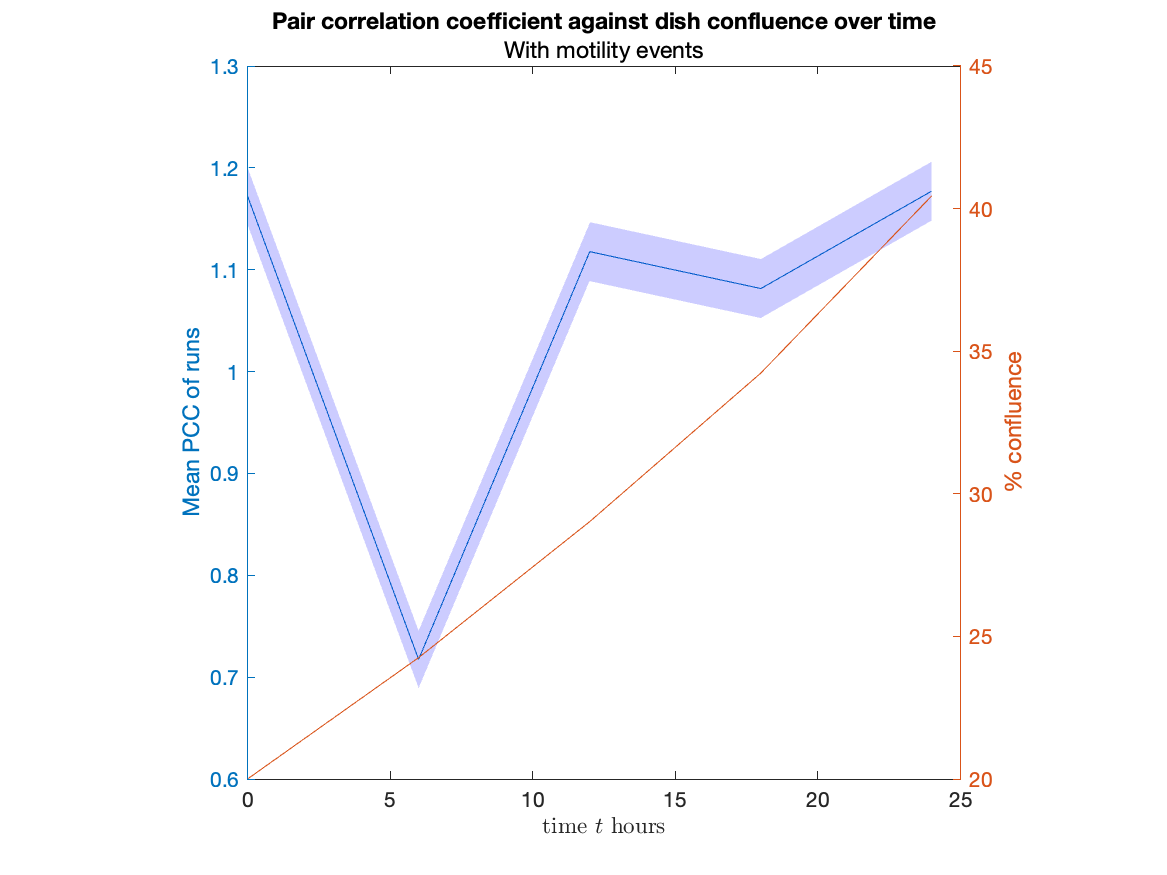 Pair correlation coefficient against dish confluence over time
With motility events
1.3
1.2
1.1
1
0.9
0.8
0.7
0.6
Mean PCC of runs
45
40
35
30
25
20
% confluence
0 5 10 15 20 25
time t hours